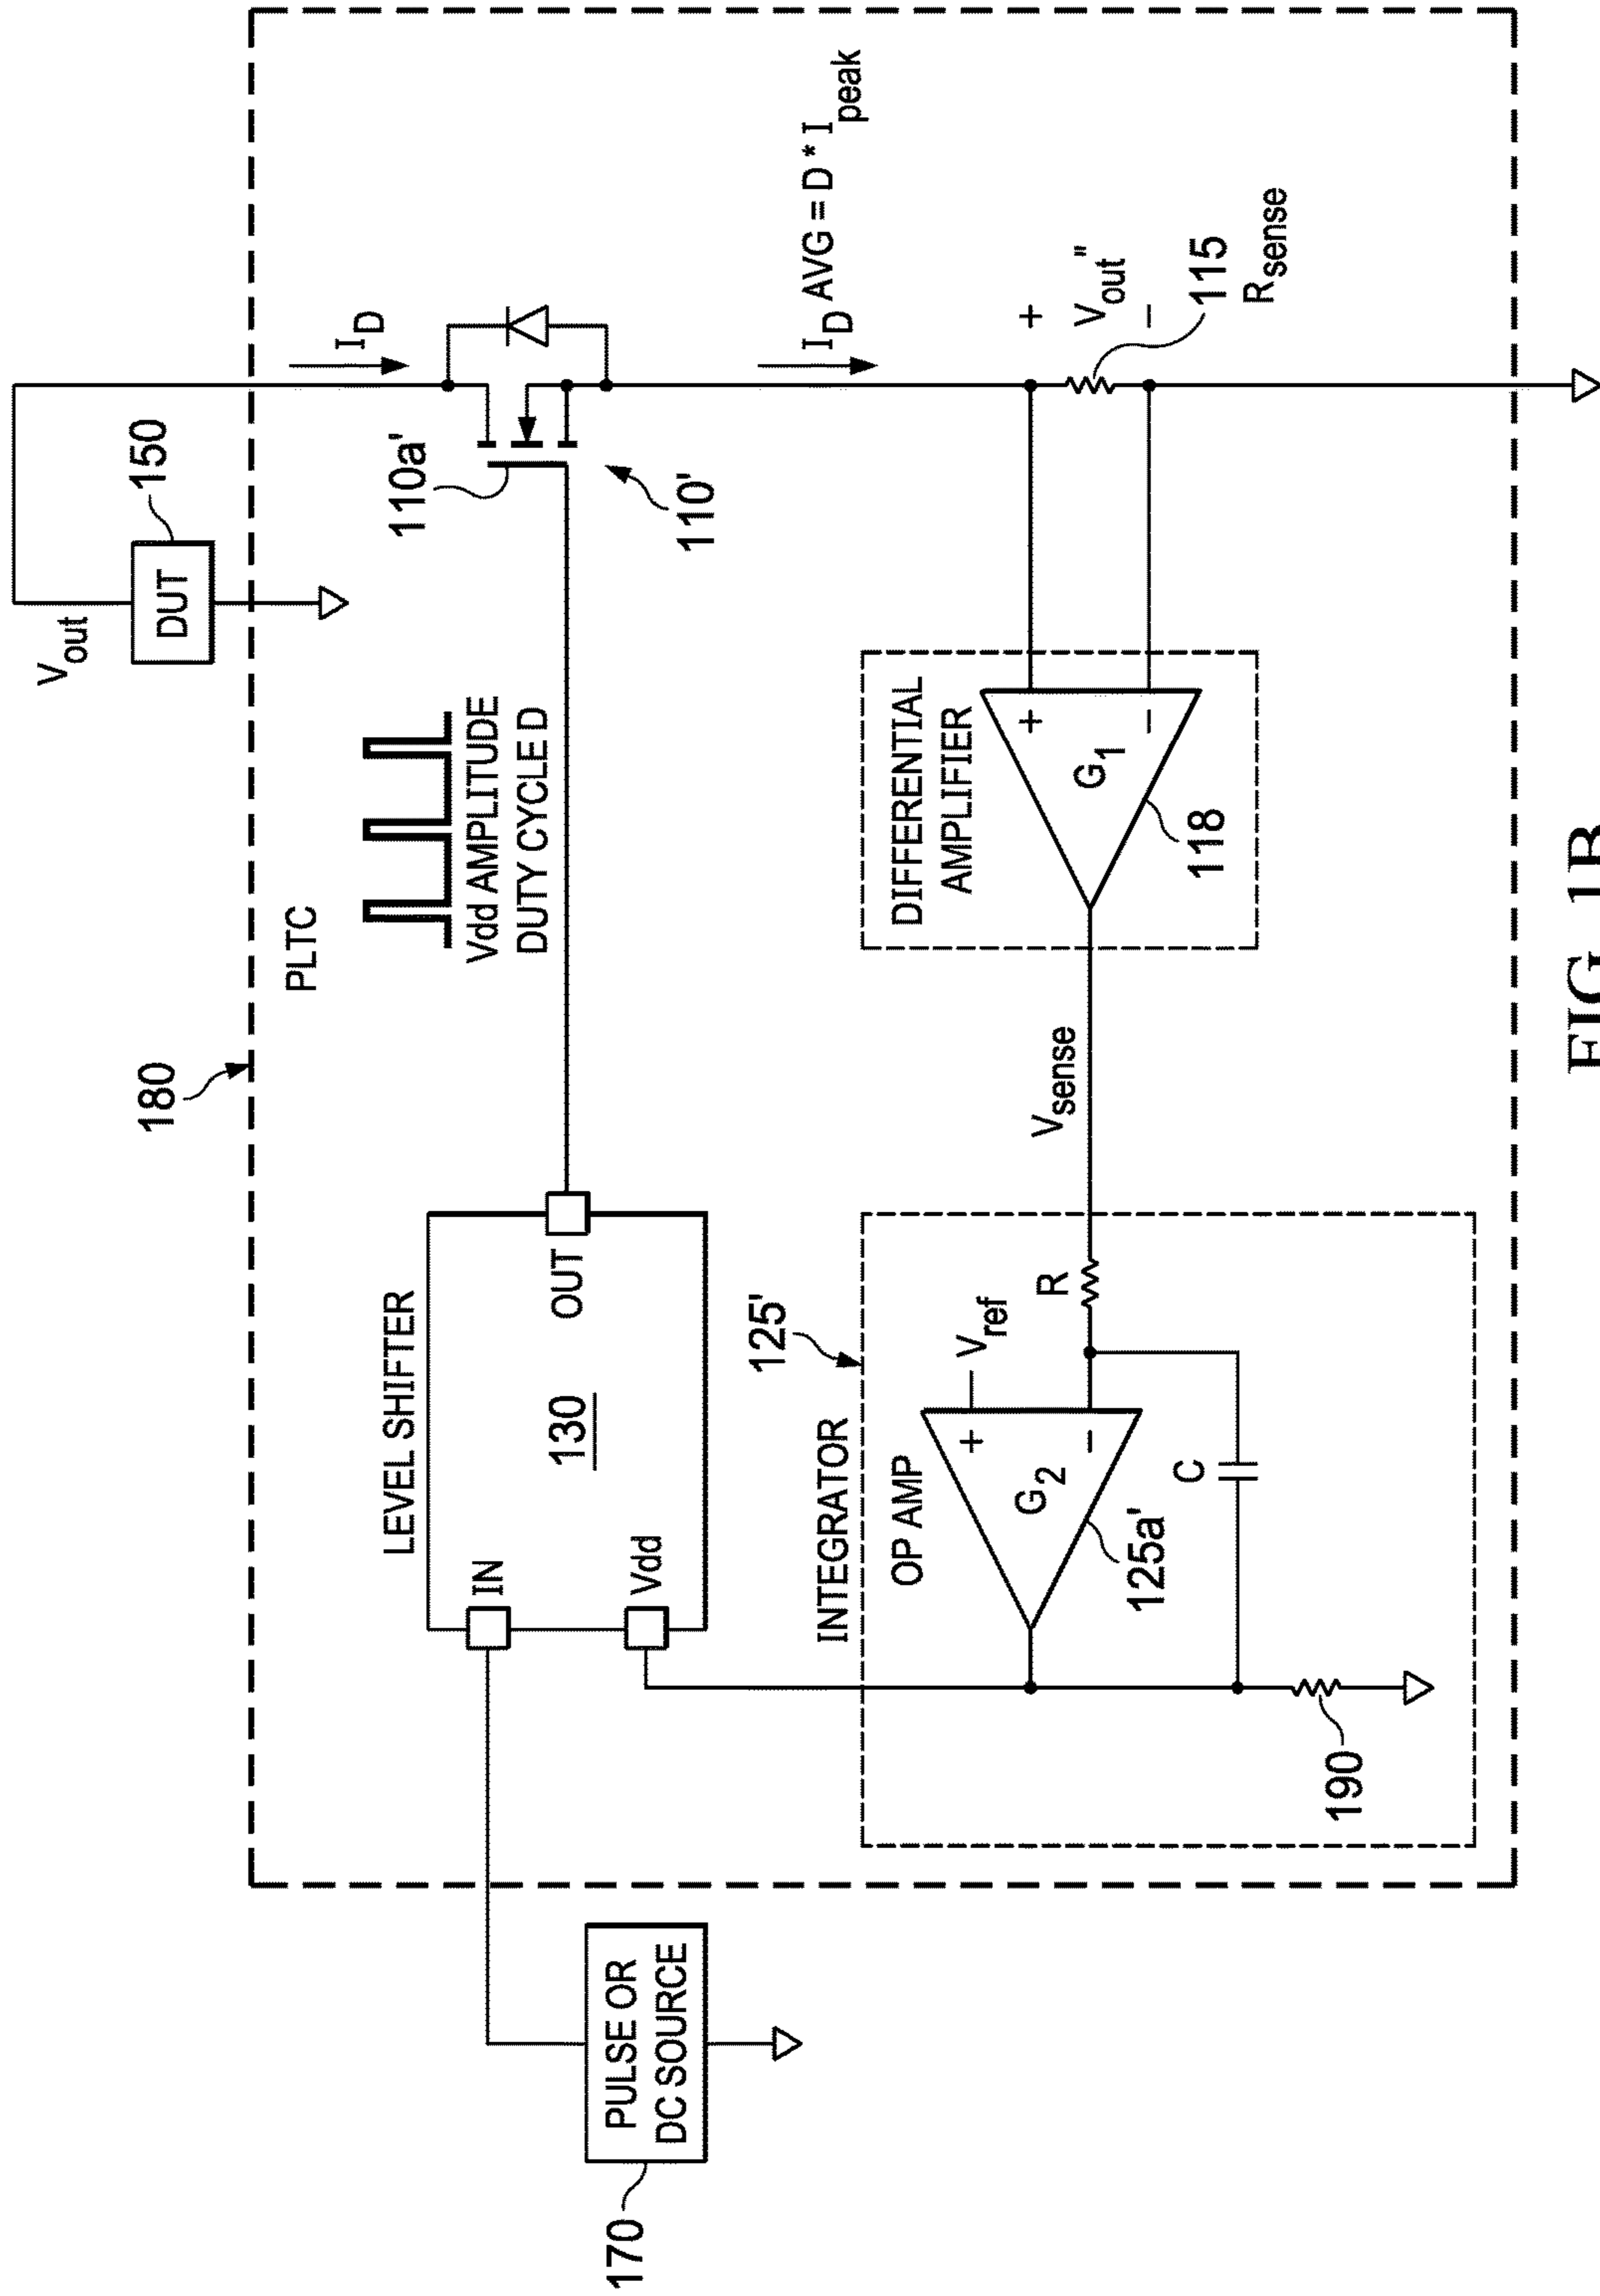 180
PLTC
V_out
DUT
150
LEVEL SHIFTER
IN
Vdd
130
OUT
Vdd AMPLITUDE
DUTY CYCLE D
110a'
110'
I_D
I_D AVG = D * I_peak
PULSE OR
DC SOURCE
170
125'
INTEGRATOR
OP AMP
+
-
G_2
125a'
V_ref
R
C
190
V_sense
DIFFERENTIAL
AMPLIFIER
+
-
G_1
118
+
V_out"
-
115
R_sense
FIG. 1B